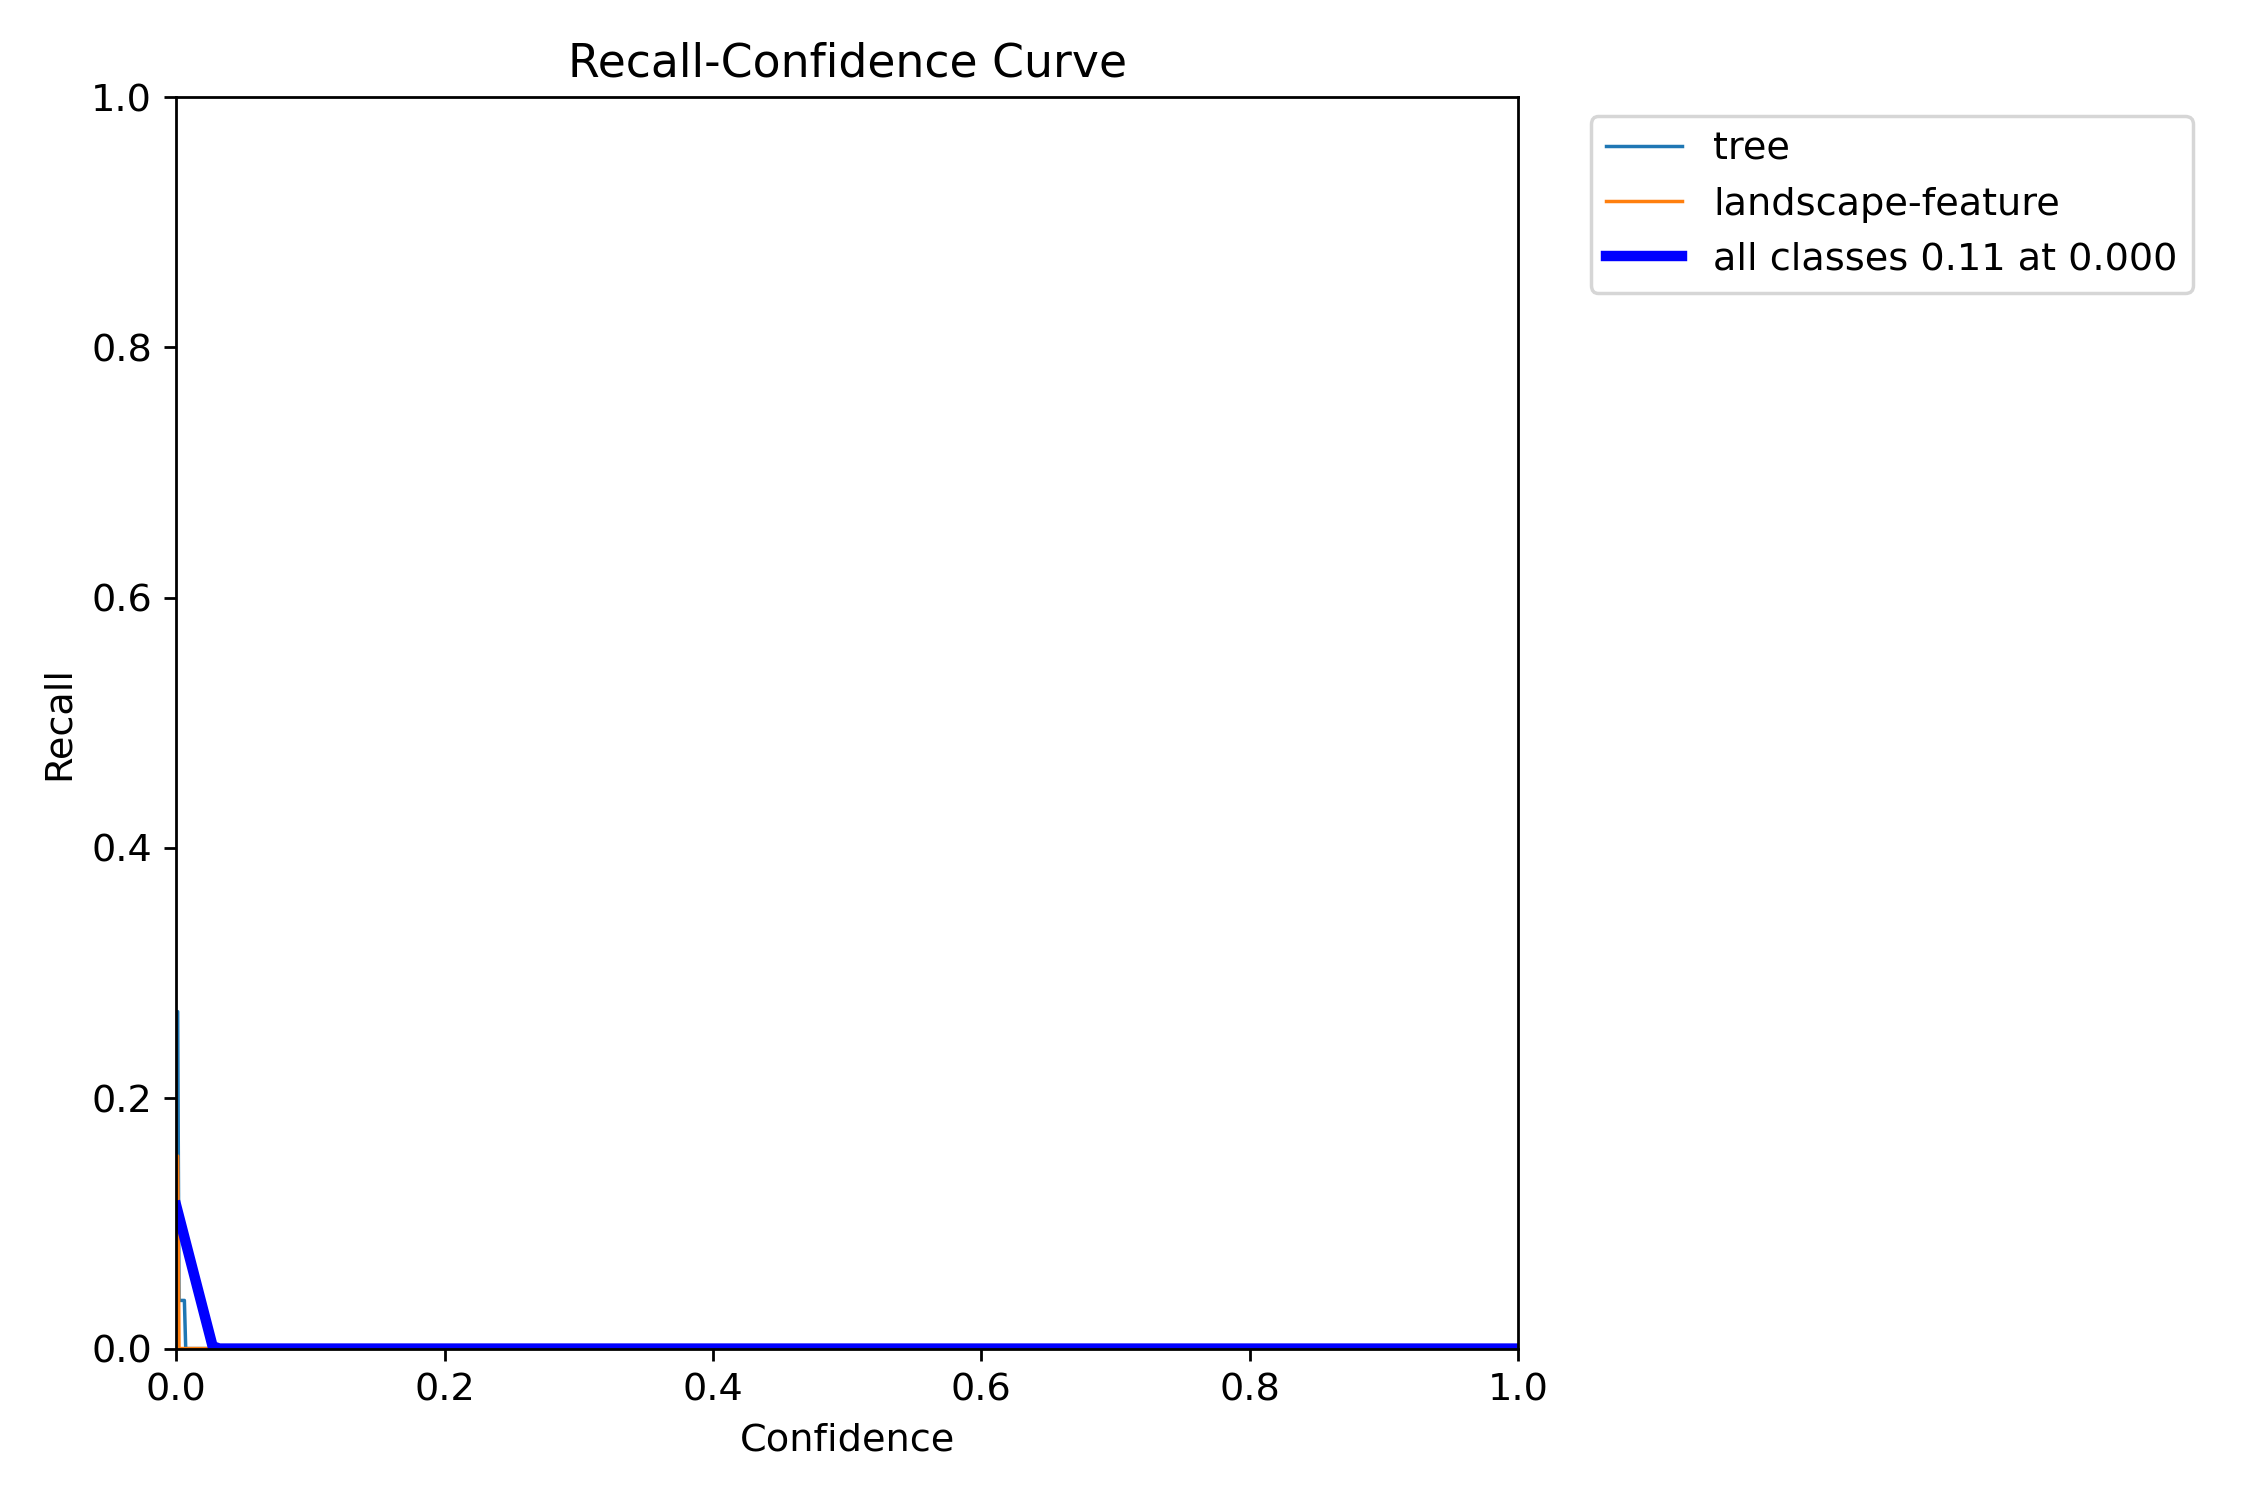 Recall-Confidence Curve
1.0
0.8
0.6
0.4
0.2
0.0
Recall
0.0 0.2 0.4 0.6 0.8 1.0
Confidence
tree
landscape-feature
all classes 0.11 at 0.000